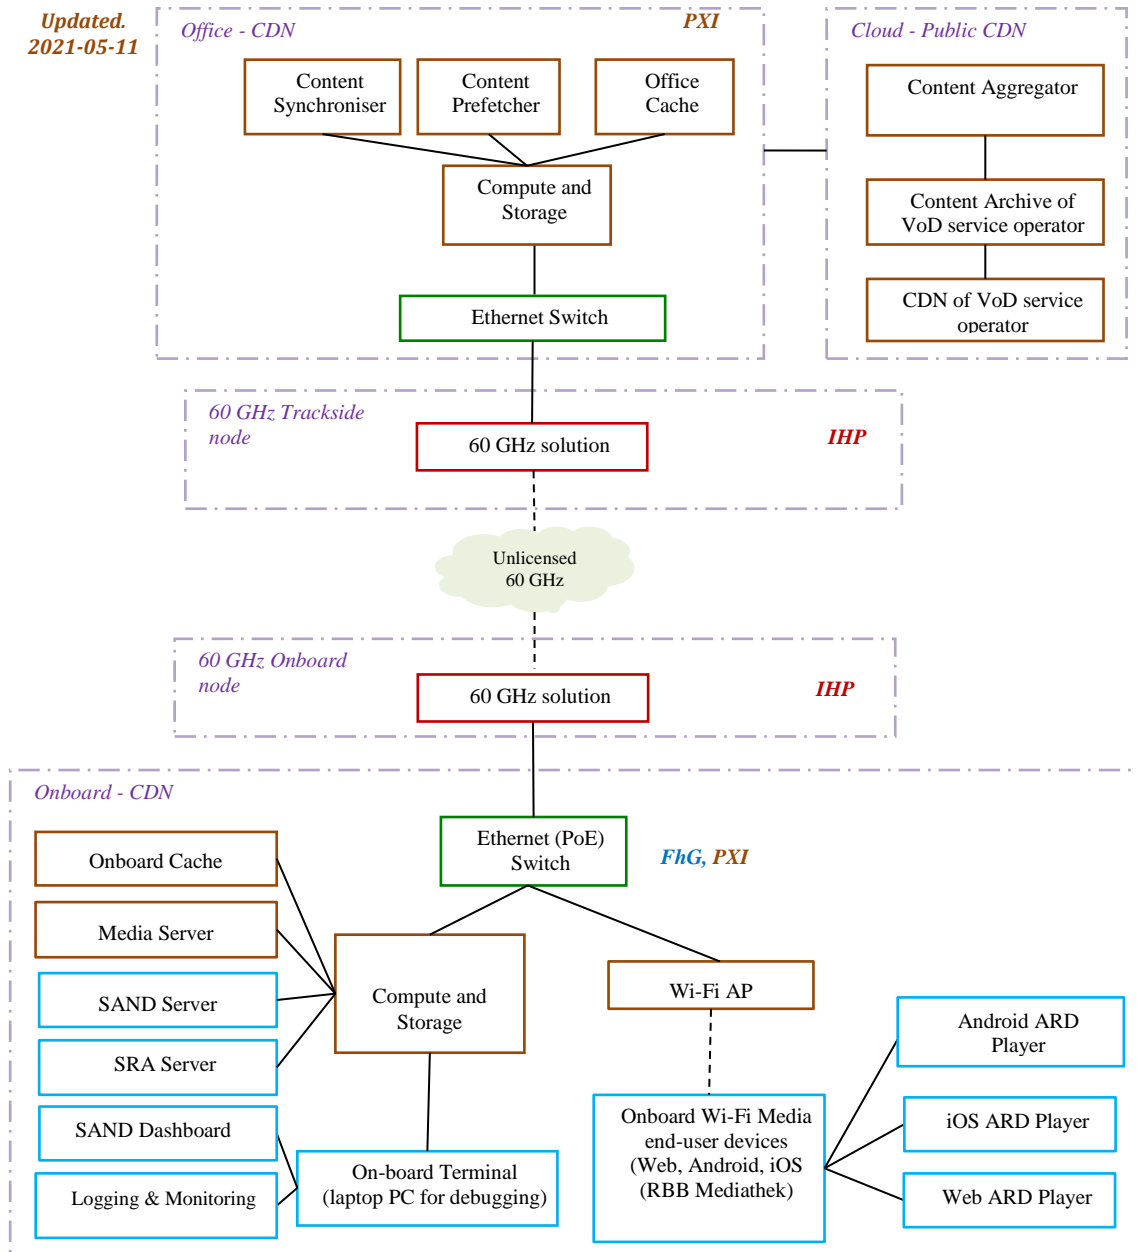 Updated.
2021-05-11
Office - CDN
PXI
Content
Synchroniser
Content
Prefetcher
Office
Cache
Compute and
Storage
Ethernet Switch
Cloud - Public CDN
Content Aggregator
Content Archive of
VoD service operator
CDN of VoD service
operator
60 GHz Trackside
node
60 GHz solution
IHP
Unlicensed
60 GHz
60 GHz Onboard
node
60 GHz solution
IHP
Onboard - CDN
Ethernet (PoE)
Switch
FhG, PXI
Onboard Cache
Media Server
SAND Server
SRA Server
SAND Dashboard
Logging & Monitoring
Compute and
Storage
On-board Terminal
(laptop PC for debugging)
Wi-Fi AP
Onboard Wi-Fi Media
end-user devices
(Web, Android, iOS
(RBB Mediathek)
Android ARD
Player
iOS ARD Player
Web ARD Player